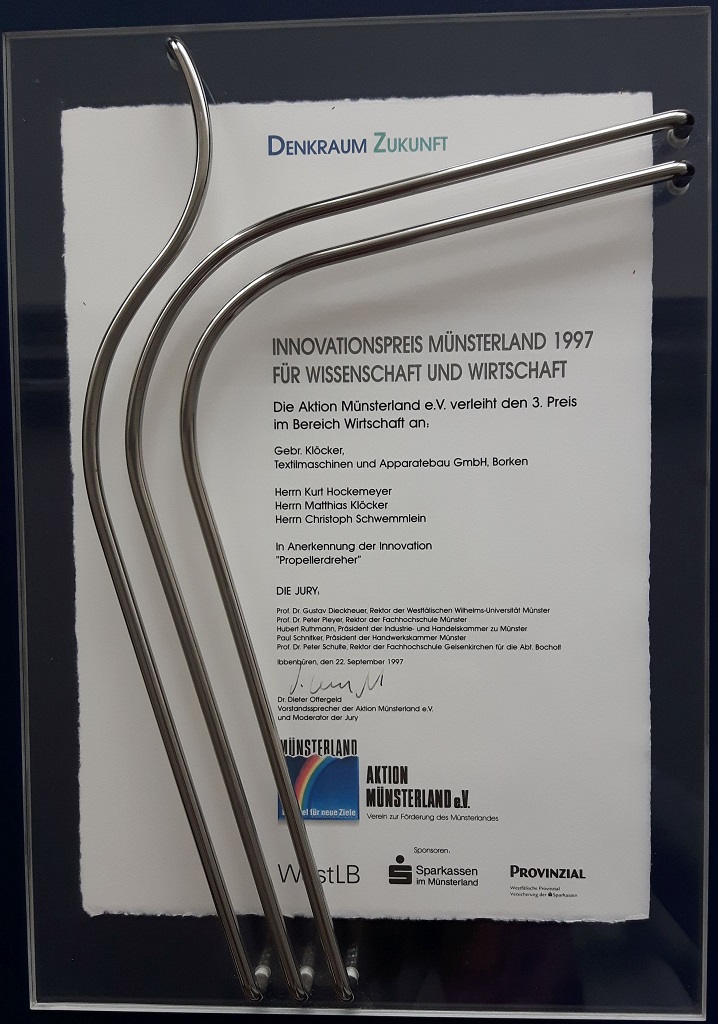 DENKRAUM ZUKUNFT
INNOVATIONSPREIS MÜNSTERLAND 1997
FÜR WISSENSCHAFT UND WIRTSCHAFT
Die Aktion Münsterland e.V. verleiht den 3. Preis
im Bereich Wirtschaft an:
Gebr. Klöcker,
Textilmaschinen und Apparatebau GmbH, Borken
Herrn Kurt Hockemeyer
Herrn Matthias Klöcker
Herrn Christoph Schwemmlein
In Anerkennung der Innovation
"Propellerdreher"
DIE JURY:
Prof. Dr. Gustav Dieckheuer, Rektor der Westfälischen Wilhelms-Universität Münster
Prof. Dr. Peter Pleyer, Rektor der Fachhochschule Münster
Hubert Ruthmann, Präsident der Industrie- und Handelskammer zu Münster
Paul Schnitker, Präsident der Handwerkskammer Münster
Prof. Dr. Peter Schulte, Rektor der Fachhochschule Gelsenkirchen für die Abt. Bocholt
Ibbenbüren, den 22. September 1997
Dr. Dieter Offergeld
Vorstandssprecher der Aktion Münsterland e.V.
und Moderator der Jury
MÜNSTERLAND
für neue Ziele
AKTION
MÜNSTERLAND e.V.
Verein zur Förderung des Münsterlandes
Sponsoren:
WestLB
Sparkassen
im Münsterland
PROVINZIAL
Westfälische Provinzial
Versicherung der Sparkassen